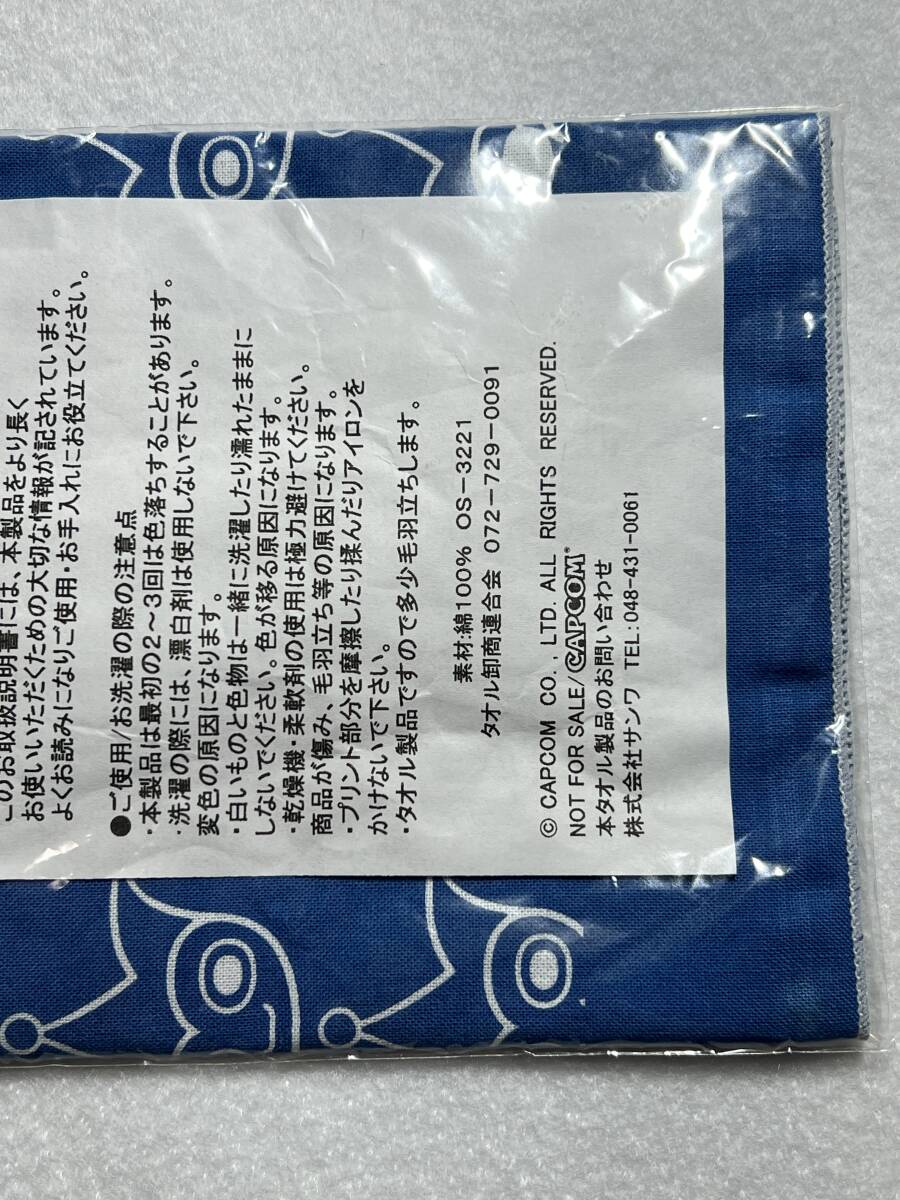 このお取扱説明書には、本製品をより長く
お使いいただくための大切な情報が記されています。
よくお読みになりご使用・お手入れにお役立てください。
●ご使用/お洗濯の際の注意点
・本製品は最初の2〜3回は色落ちすることがあります。
・洗濯の際には、漂白剤は使用しないで下さい。
変色の原因になります。
・白いものと色物は一緒に洗濯したり濡れたままに
しないでください。色が移る原因になります。
・乾燥機・柔軟剤の使用は極力避けてください。
商品が傷み、毛羽立ち等の原因になります。
・プリント部分を摩擦したり揉んだりアイロンを
かけないで下さい。
・タオル製品ですので多少毛羽立ちします。
素材:綿100% OS-3221
タオル卸商連合会 072-729-0091
© CAPCOM CO., LTD. ALL RIGHTS RESERVED.
NOT FOR SALE/CAPCOM®
本タオル製品のお問い合わせ
株式会社サンワ TEL:048-431-0061